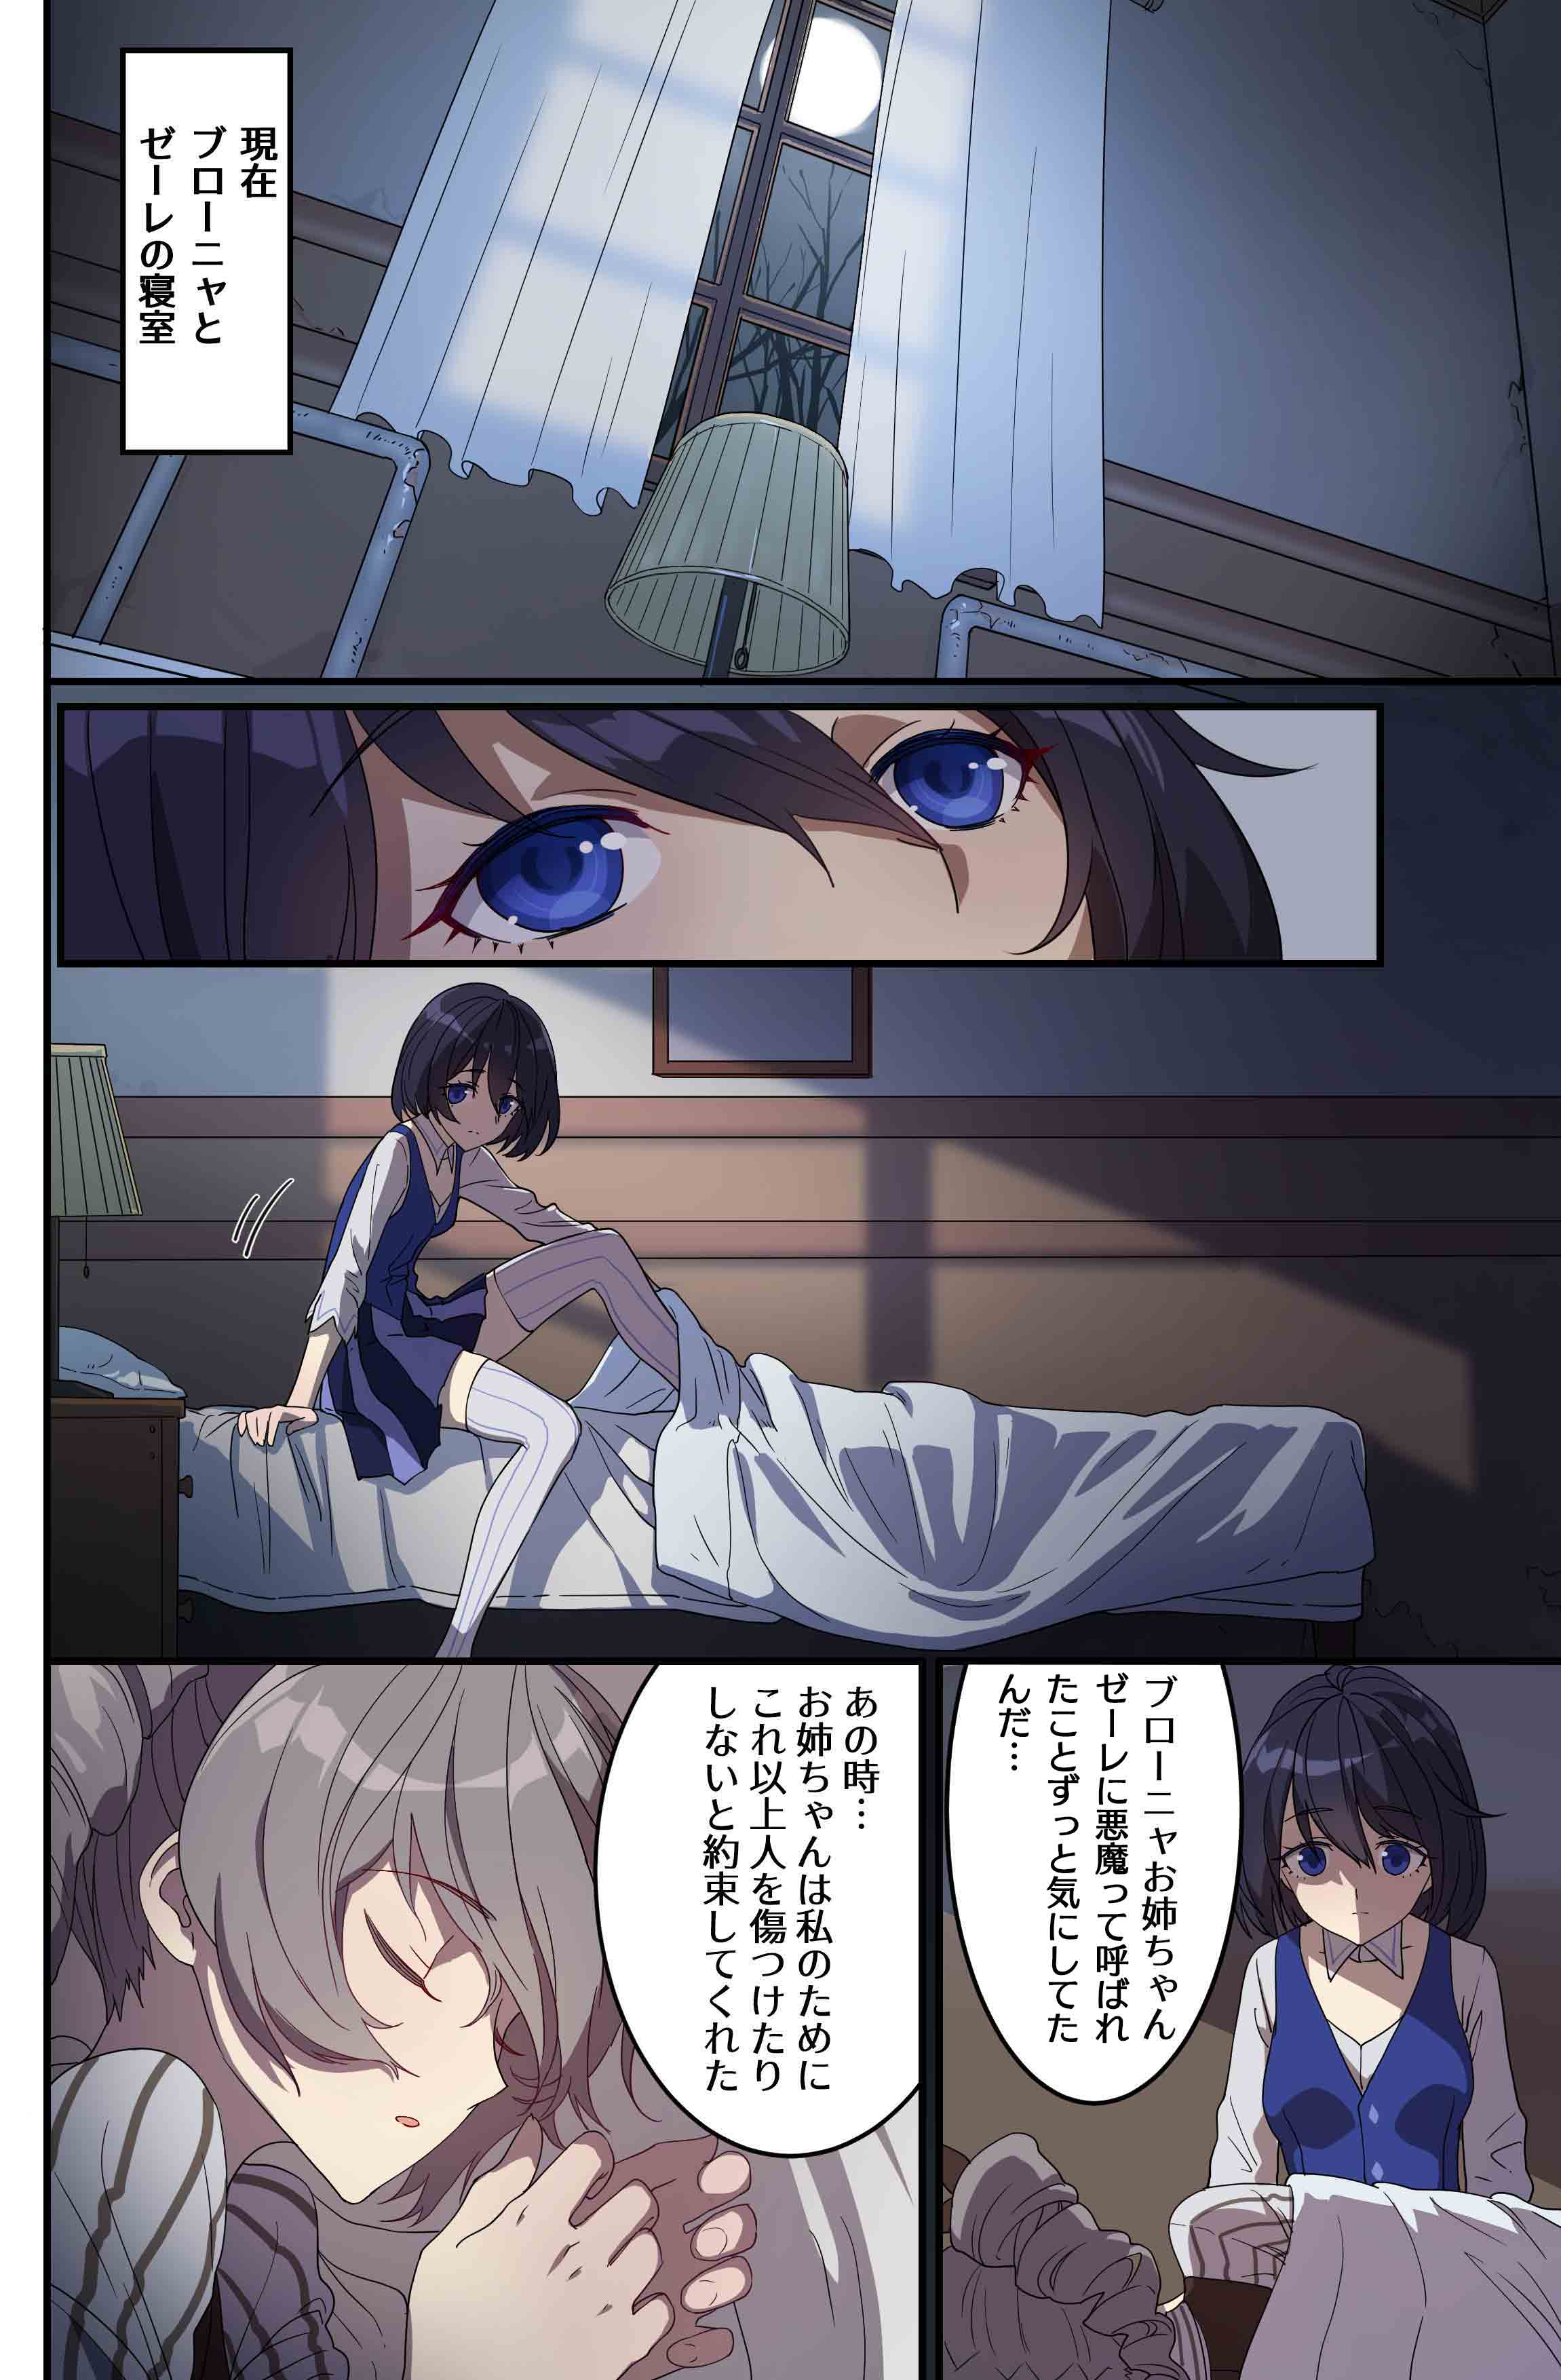 現在
ブローニャと
ゼーレの寝室
ブローニャお姉ちゃん
ゼーレに悪魔って呼ばれ
たことずっと気にしてた
んだ…
あの時…
お姉ちゃんは私のために
これ以上人を傷つけたり
しないと約束してくれた